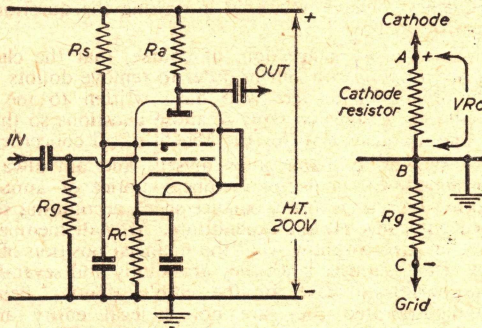 +
Rs
Ra
OUT
IN
Rg
Rc
H.T.
200V
-
Cathode
A +
Cathode
resistor
VRc
-
B
Rg
C -
Grid